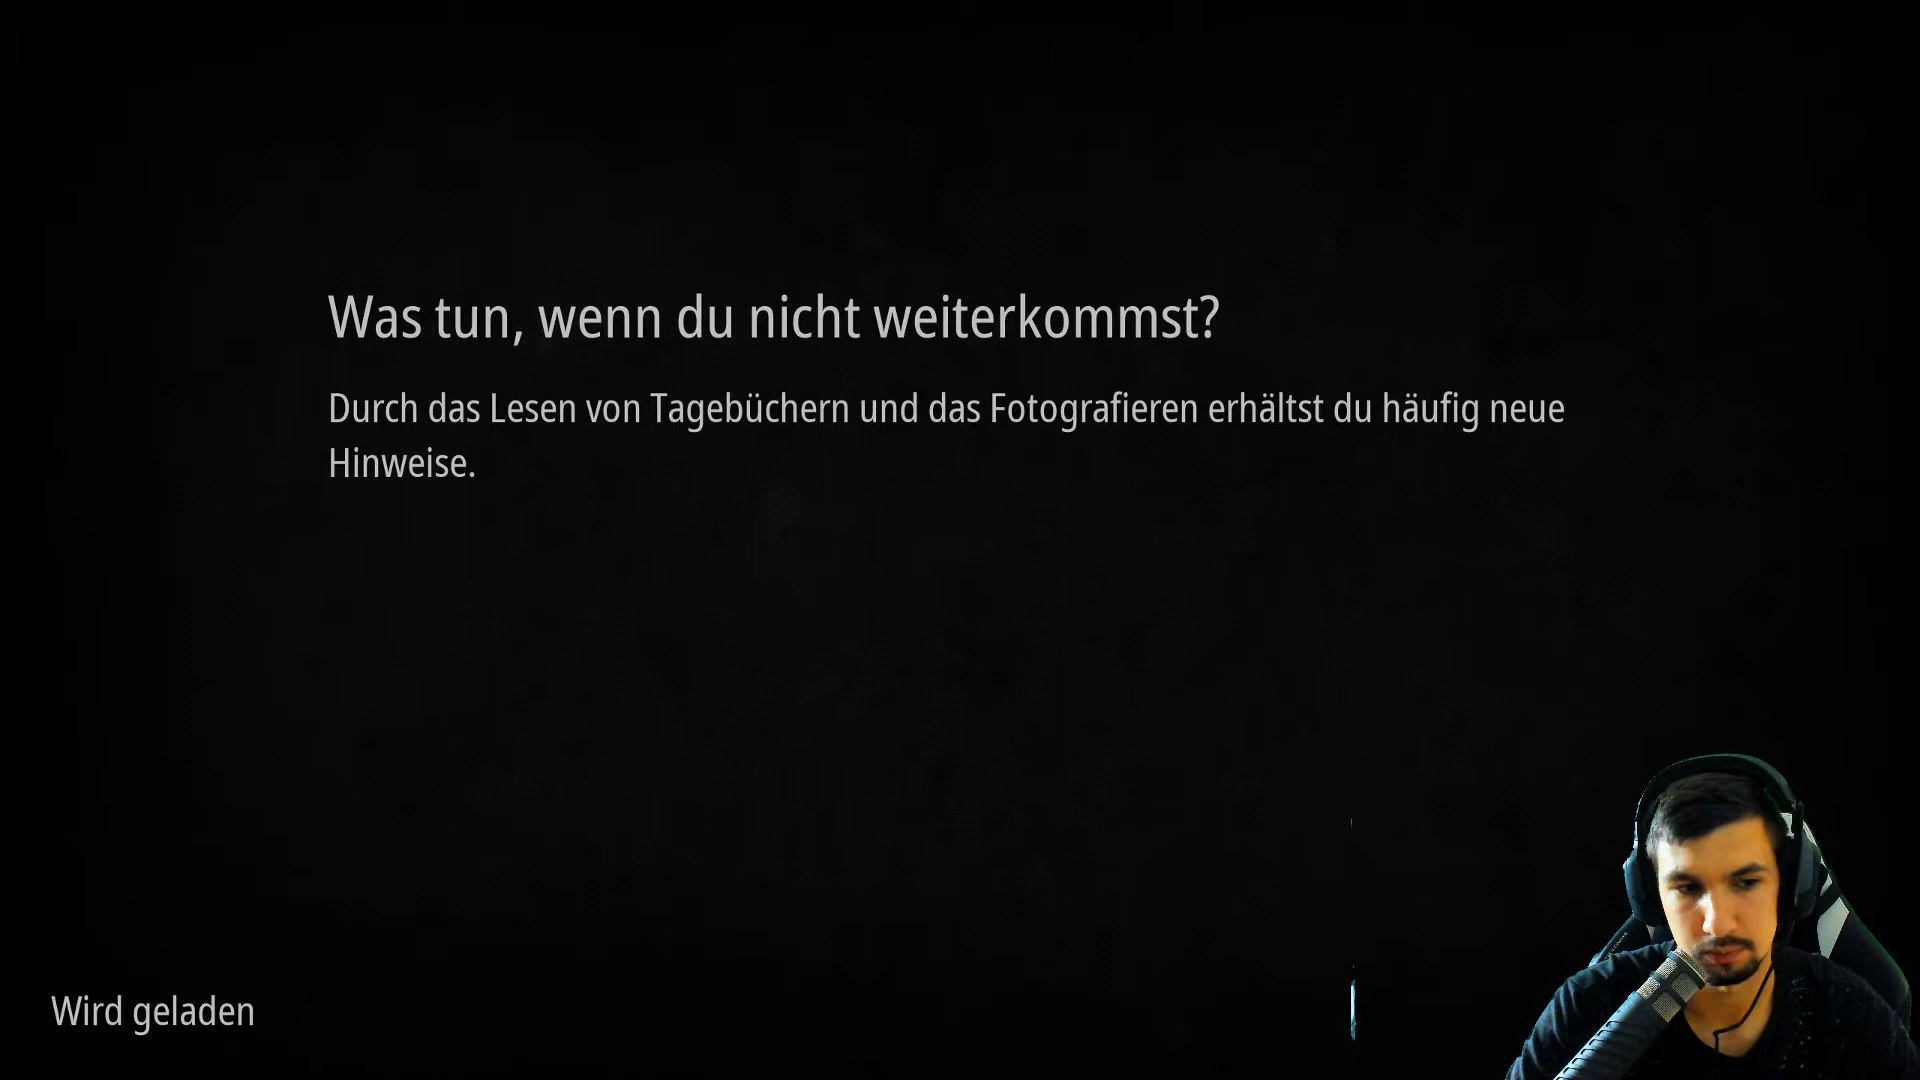 Was tun, wenn du nicht weiterkommst?
Durch das Lesen von Tagebüchern und das Fotografieren erhältst du häufig neue
Hinweise.
Wird geladen